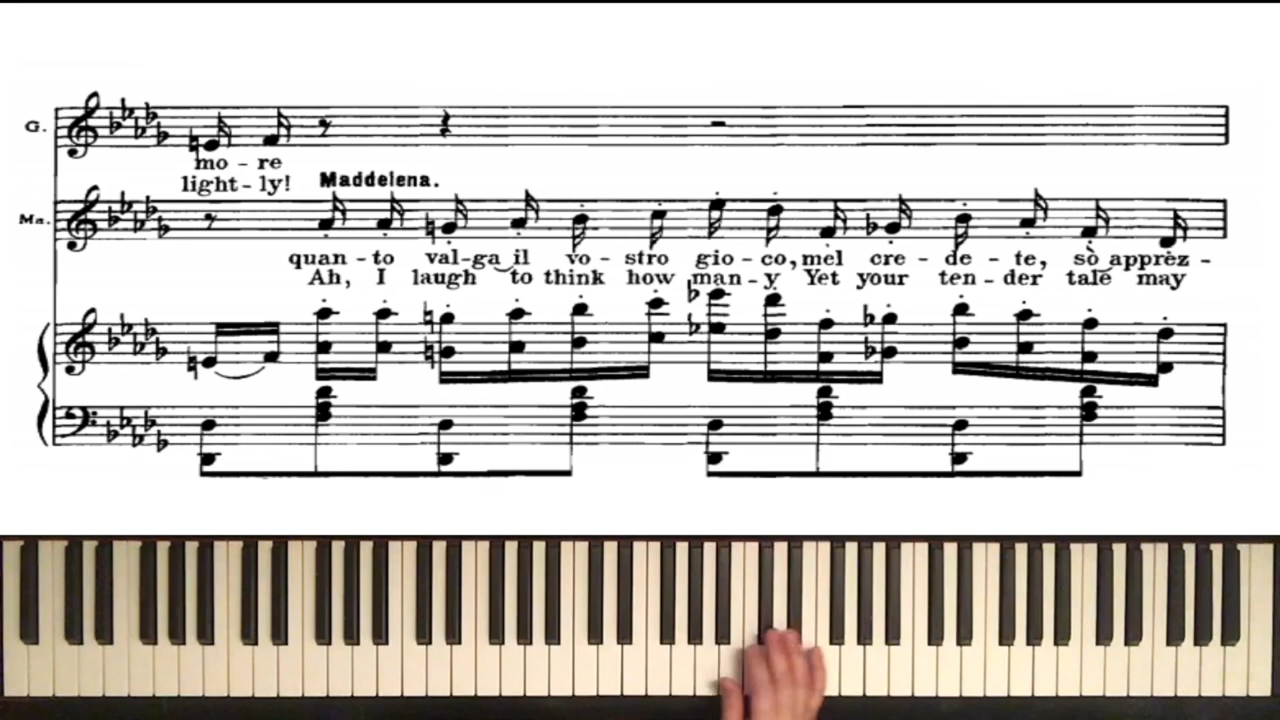 G.
mo - re
light - ly! Maddelena.
Ma.
quan - to val - ga il vo - stro gio - co, mel cre - de - te, sò apprèz -
Ah, I laugh to think how man - y Yet your ten - der tale may